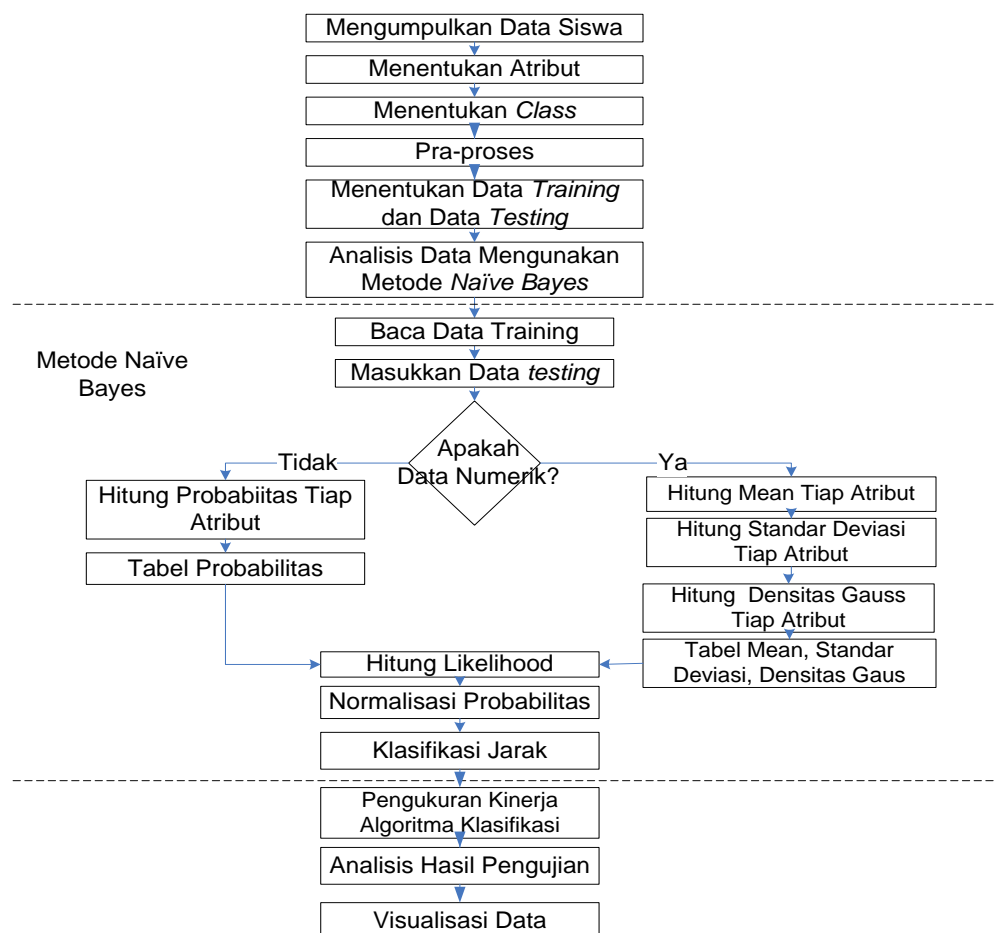 Mengumpulkan Data Siswa
Menentukan Atribut
Menentukan Class
Pra-proses
Menentukan Data Training
dan Data Testing
Analisis Data Mengunakan
Metode Naïve Bayes
Baca Data Training
Metode Naïve
Bayes
Masukkan Data testing
Apakah
Data Numerik?
Tidak
Ya
Hitung Probabiitas Tiap
Atribut
Tabel Probabilitas
Hitung Mean Tiap Atribut
Hitung Standar Deviasi
Tiap Atribut
Hitung Densitas Gauss
Tiap Atribut
Tabel Mean, Standar
Deviasi, Densitas Gaus
Hitung Likelihood
Normalisasi Probabilitas
Klasifikasi Jarak
Pengukuran Kinerja
Algoritma Klasifikasi
Analisis Hasil Pengujian
Visualisasi Data